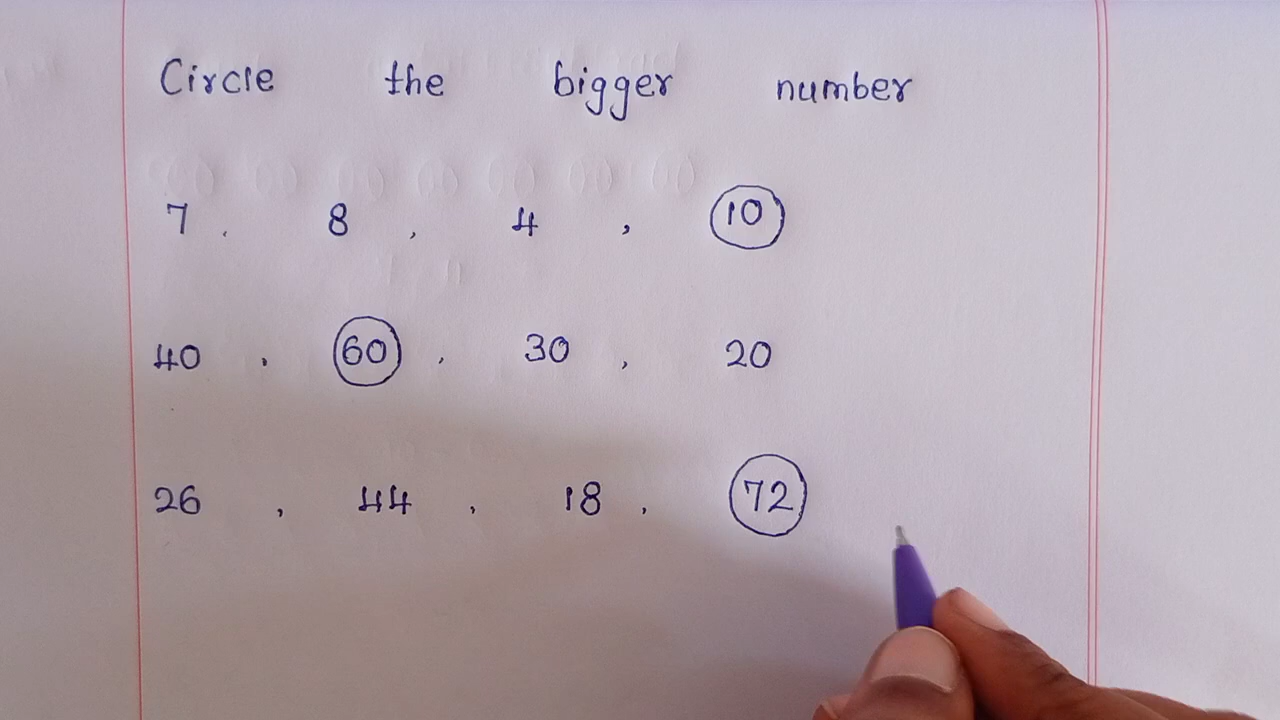 Circle the bigger number
7 , 8 , 4 , 10
40 , 60 , 30 , 20
26 , 44 , 18 , 72